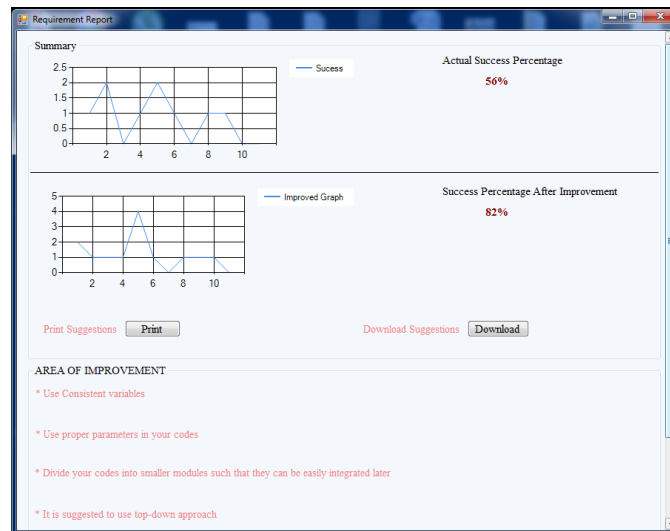 Requirement Report
Summary
2.5
2
1.5
1
0.5
0
2 4 6 8 10
Sucess
Actual Success Percentage
56%
5
4
3
2
1
0
2 4 6 8 10
Improved Graph
Success Percentage After Improvement
82%
Print Suggestions Print
Download Suggestions Download
AREA OF IMPROVEMENT
* Use Consistent variables
* Use proper parameters in your codes
* Divide your codes into smaller modules such that they can be easily integrated later
* It is suggested to use top-down approach